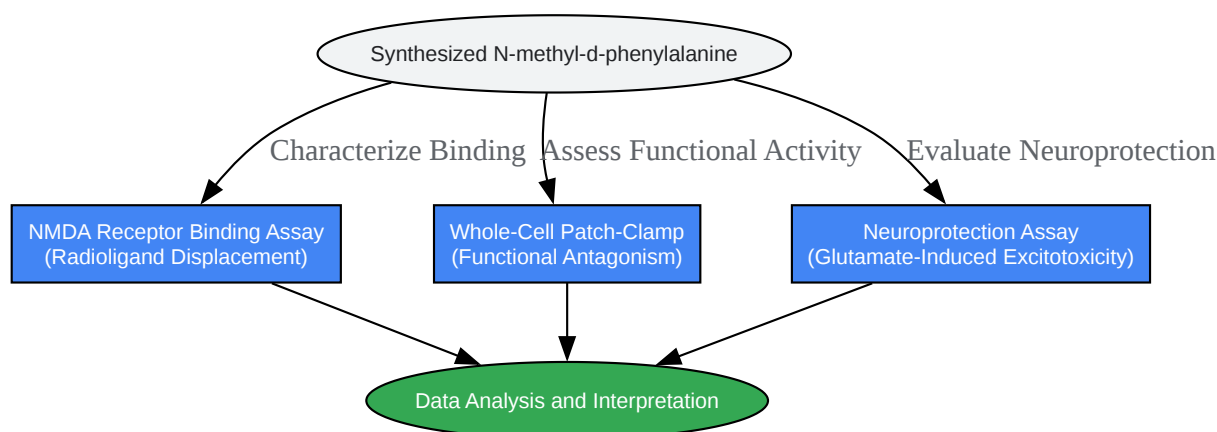 Synthesized N-methyl-d-phenylalanine
Characterize Binding
Assess Functional Activity
Evaluate Neuroprotection
NMDA Receptor Binding Assay
(Radioligand Displacement)
Whole-Cell Patch-Clamp
(Functional Antagonism)
Neuroprotection Assay
(Glutamate-Induced Excitotoxicity)
Data Analysis and Interpretation